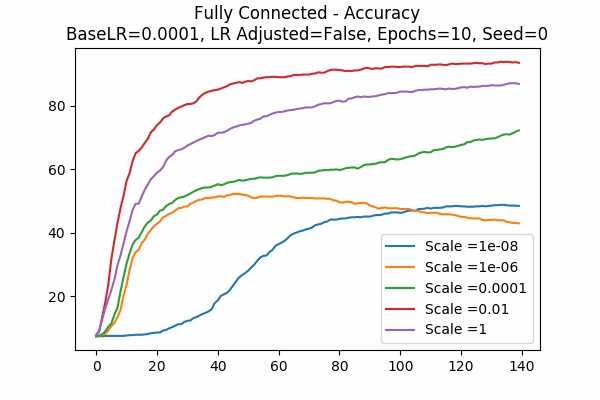 Fully Connected - Accuracy
BaseLR=0.0001, LR Adjusted=False, Epochs=10, Seed=0
80
60
40
20
Scale =1e-08
Scale =1e-06
Scale =0.0001
Scale =0.01
Scale =1
0 20 40 60 80 100 120 140